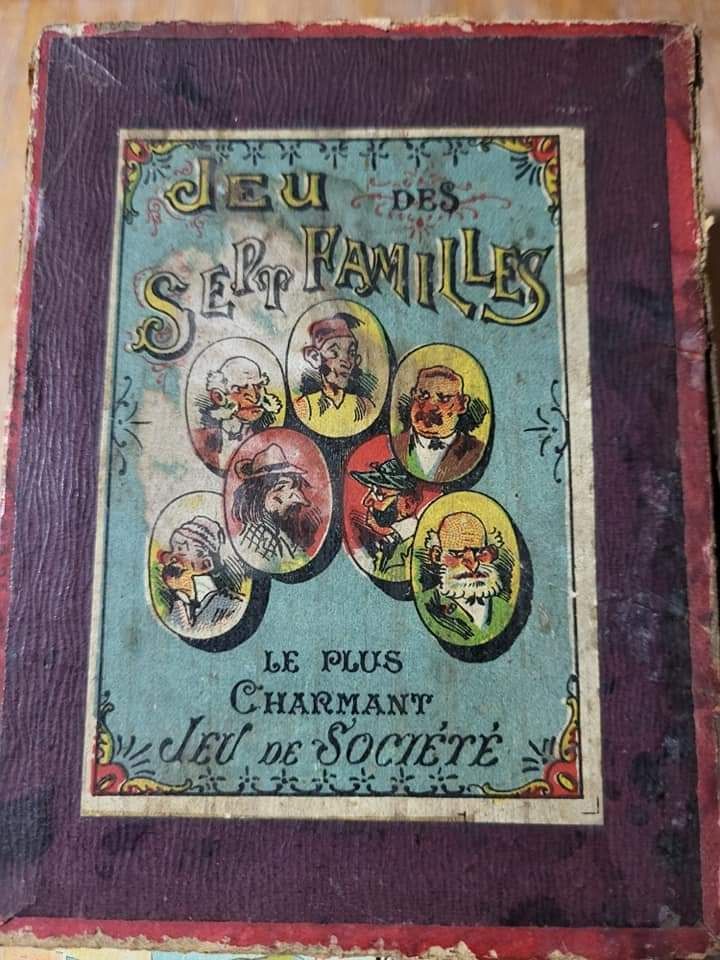 JEU DES
SEPT FAMILLES
LE PLUS
CHARMANT
JEU DE SOCIÉTÉ